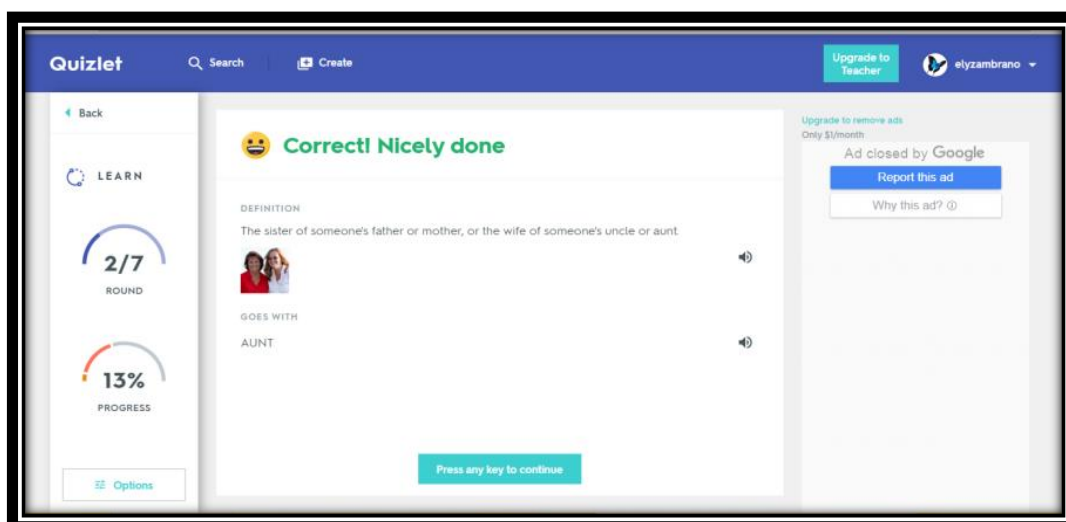 Quizlet
Search
Create
Upgrade to
Teacher
elyzambrano
Back
LEARN
2/7
ROUND
13%
PROGRESS
Options
Correct! Nicely done
DEFINITION
The sister of someone's father or mother, or the wife of someone's uncle or aunt
GOES WITH
AUNT
Press any key to continue
Upgrade to remove ads
Only $1/month
Ad closed by Google
Report this ad
Why this ad?